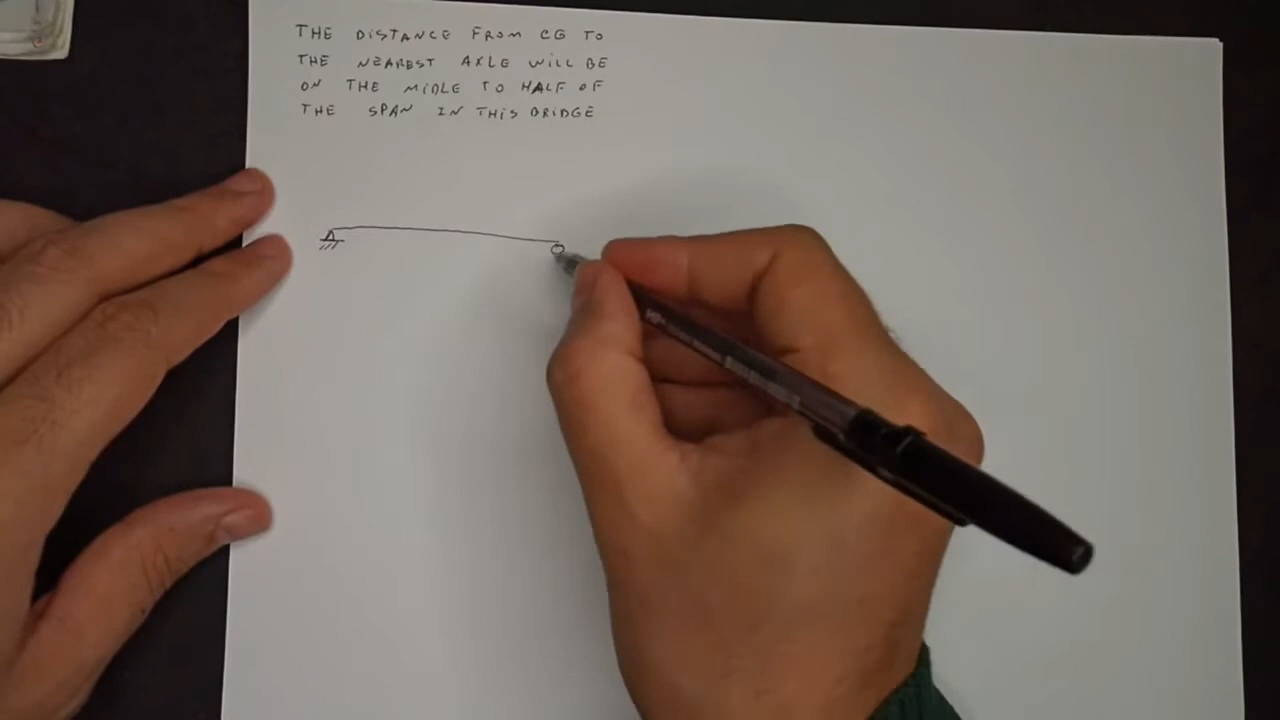 THE DISTANCE FROM CG TO
THE NEAREST AXLE WILL BE
ON THE MIDLE TO HALF OF
THE SPAN IN THIS BRIDGE